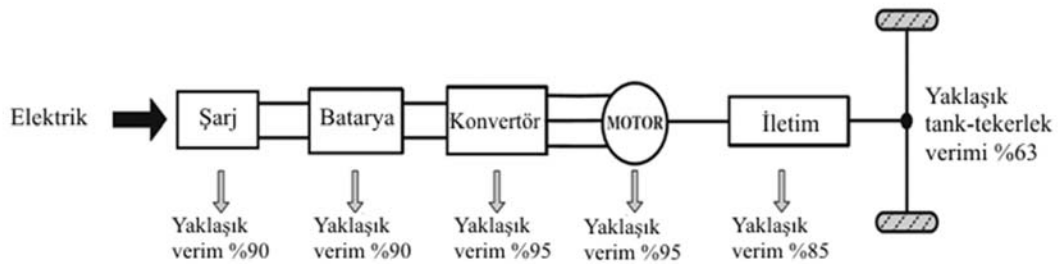 Elektrik
Şarj
Batarya
Konvertör
MOTOR
İletim
Yaklaşık
tank-tekerlek
verimi %63
Yaklaşık
verim %90
Yaklaşık
verim %90
Yaklaşık
verim %95
Yaklaşık
verim %95
Yaklaşık
verim %85